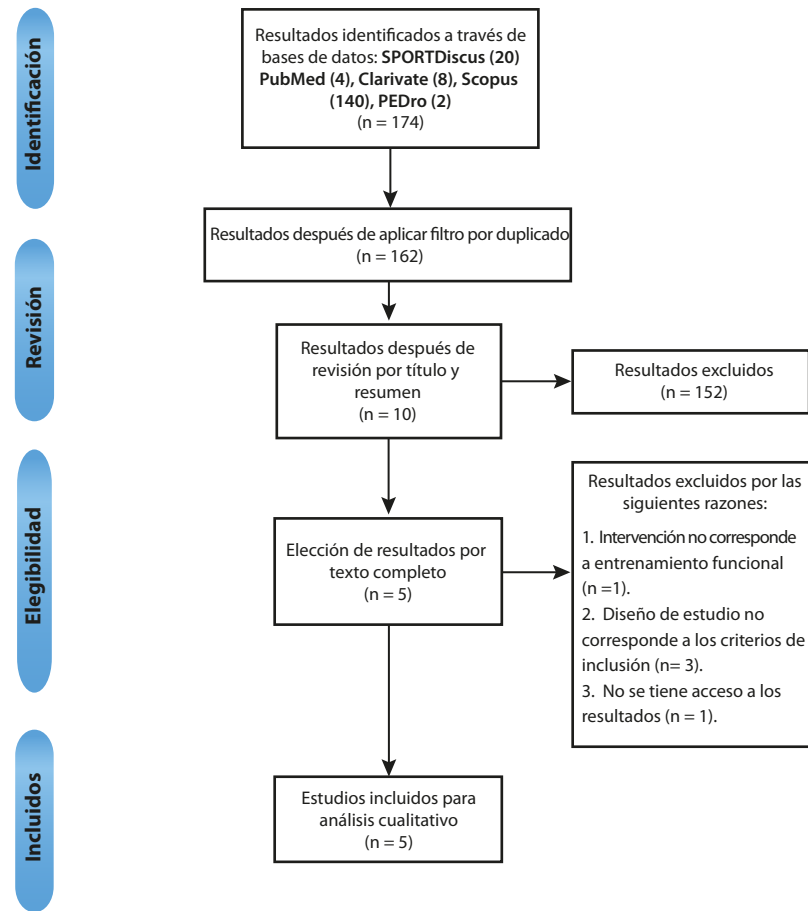 Identificación
Resultados identificados a través de
bases de datos: SPORTDiscus (20)
PubMed (4), Clarivate (8), Scopus
(140), PEDro (2)
(n = 174)
Resultados después de aplicar filtro por duplicado
(n = 162)
Revisión
Resultados después de
revisión por título y
resumen
(n = 10)
Resultados excluidos
(n = 152)
Elegibilidad
Elección de resultados por
texto completo
(n = 5)
Resultados excluidos por las
siguientes razones:
1. Intervención no corresponde
a entrenamiento funcional
(n =1).
2. Diseño de estudio no
corresponde a los criterios de
inclusión (n= 3).
3. No se tiene acceso a los
resultados (n = 1).
Incluidos
Estudios incluidos para
análisis cualitativo
(n = 5)